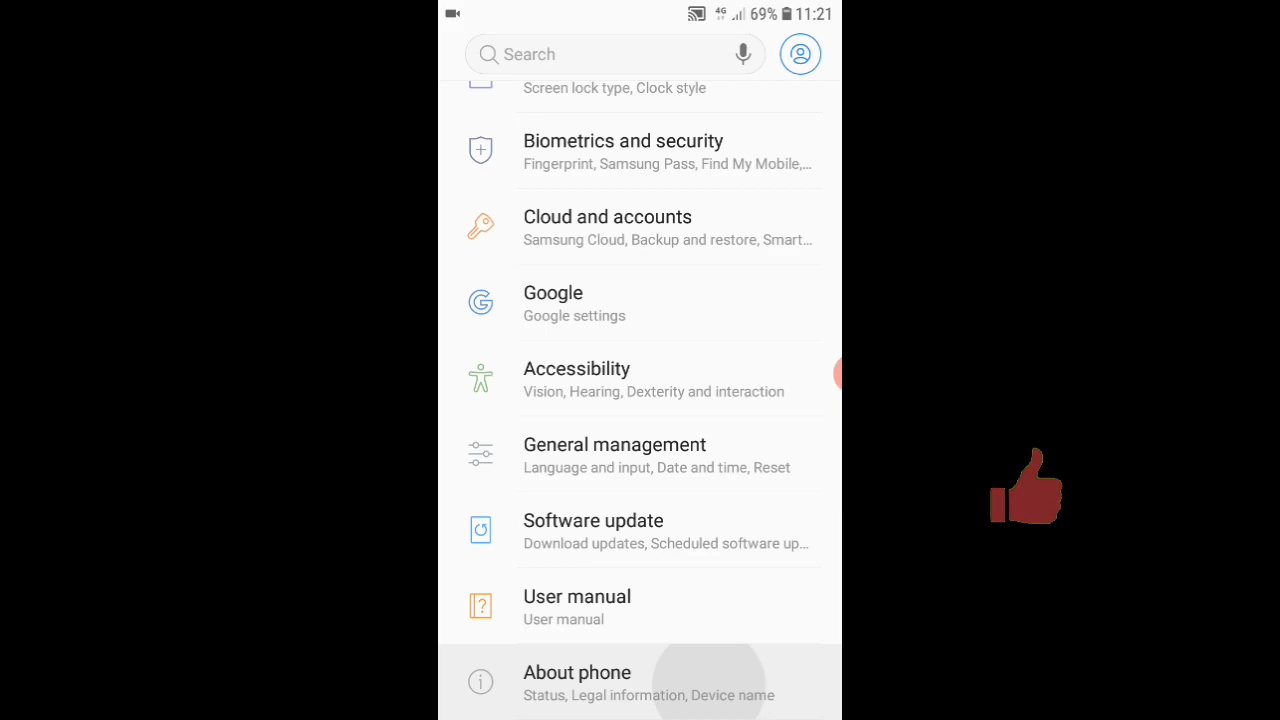 4G 69% 11:21
Search
Screen lock type, Clock style
Biometrics and security
Fingerprint, Samsung Pass, Find My Mobile,...
Cloud and accounts
Samsung Cloud, Backup and restore, Smart...
Google
Google settings
Accessibility
Vision, Hearing, Dexterity and interaction
General management
Language and input, Date and time, Reset
Software update
Download updates, Scheduled software up...
User manual
User manual
About phone
Status, Legal information, Device name